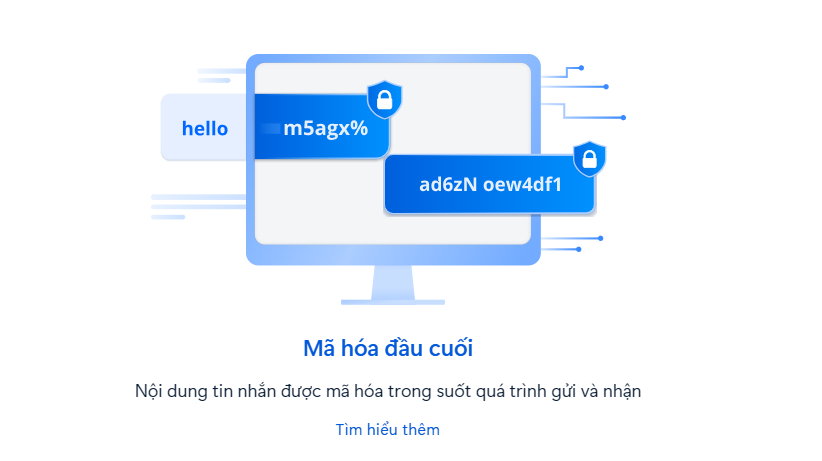 hello
m5agx%
ad6zN oew4df1
Mã hóa đầu cuối
Nội dung tin nhắn được mã hóa trong suốt quá trình gửi và nhận
Tìm hiểu thêm